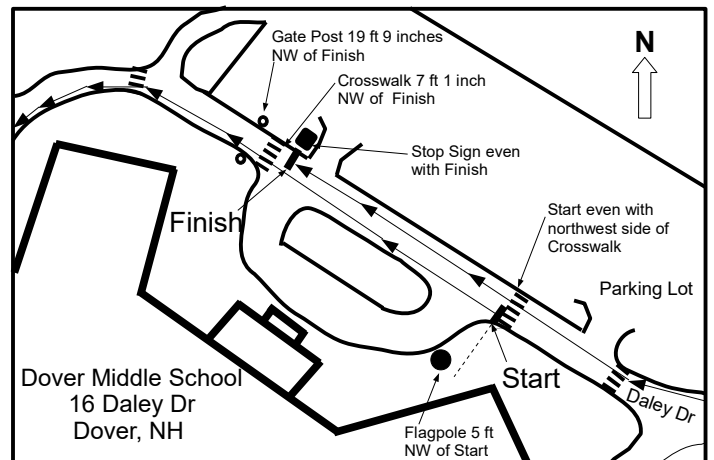 Gate Post 19 ft 9 inches
NW of Finish
N
Crosswalk 7 ft 1 inch
NW of Finish
Stop Sign even
with Finish
Finish
Start even with
northwest side of
Crosswalk
Parking Lot
Dover Middle School
16 Daley Dr
Dover, NH
Start
Daley Dr
Flagpole 5 ft
NW of Start